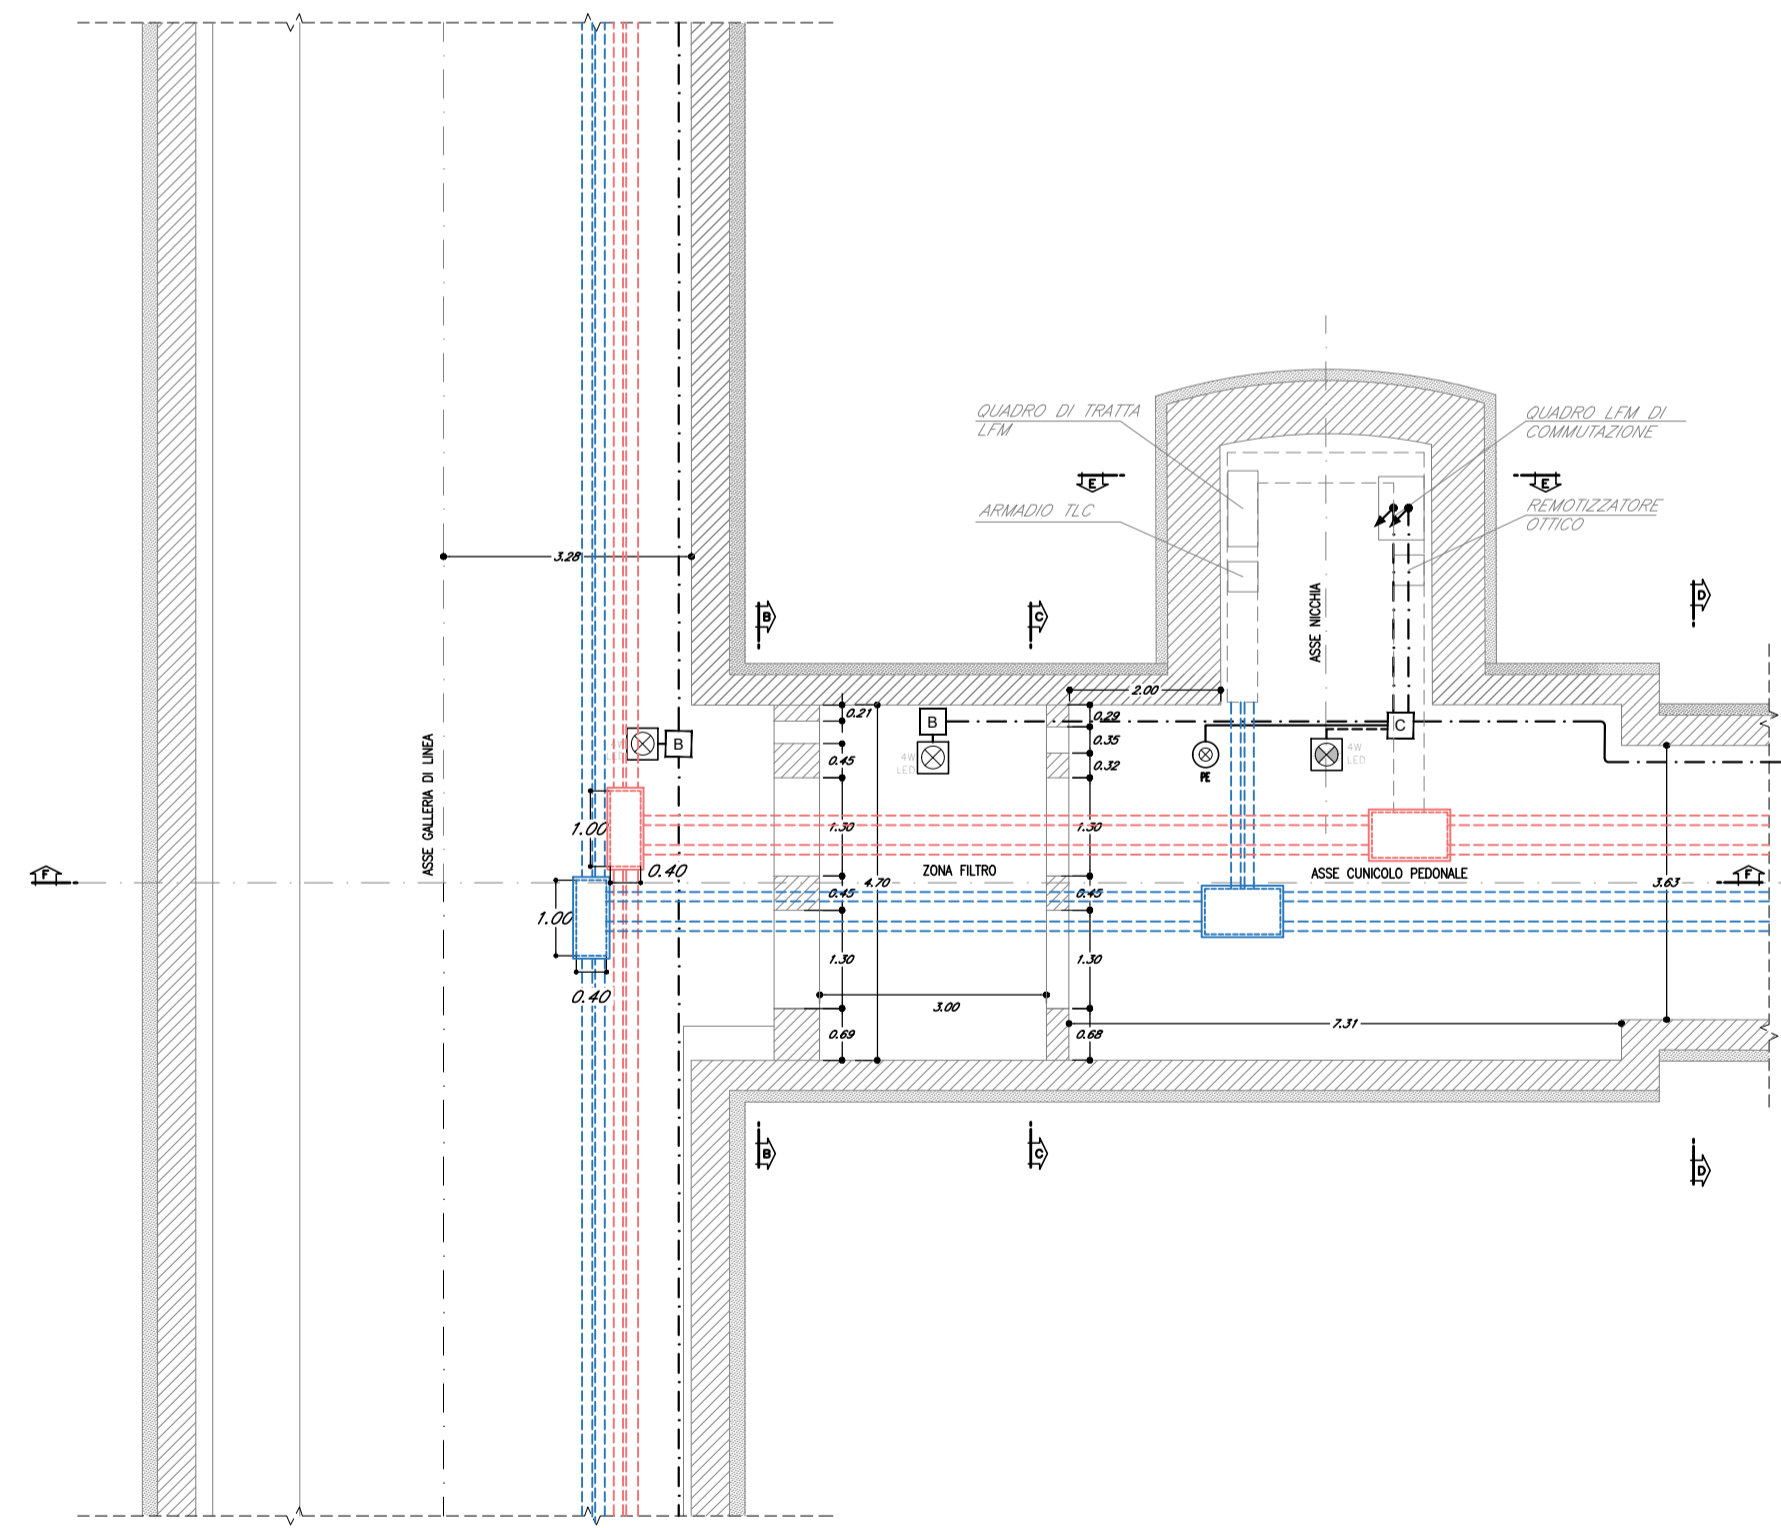 QUADRO DI TRATTA
LFM
QUADRO LFM DI
COMMUTAZIONE
E
E
ARMADIO TLC
REMOTIZZATORE
OTTICO
3.28
ASSE NICCHIA
B
C
D
2.00
0.21
0.29
B
C
B
4W
LED
0.35
4W
LED
0.45
0.32
PE
ASSE GALLERIA DI LINEA
1.00
1.30
1.30
0.40
ZONA FILTRO
ASSE CUNICOLO PEDONALE
F
F
4.70
3.63
0.45
0.45
1.00
1.30
1.30
0.40
3.00
7.31
0.69
0.68
B
C
D